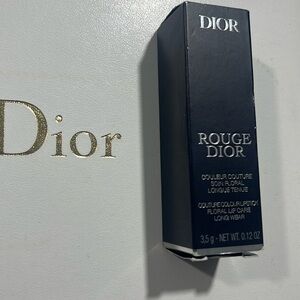 Dior
DIOR
ROUGE
DIOR
COULEUR COUTURE
SOIN FLORAL
LONGUE TENUE
COUTURE COLOUR LIPSTICK
FLORAL LIP CARE
LONG WEAR
3,5 g - NET WT. 0.12 OZ